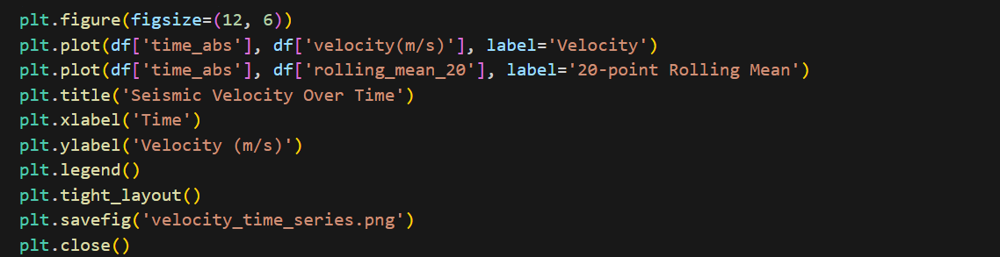 plt.figure(figsize=(12, 6))
plt.plot(df['time_abs'], df['velocity(m/s)'], label='Velocity')
plt.plot(df['time_abs'], df['rolling_mean_20'], label='20-point Rolling Mean')
plt.title('Seismic Velocity Over Time')
plt.xlabel('Time')
plt.ylabel('Velocity (m/s)')
plt.legend()
plt.tight_layout()
plt.savefig('velocity_time_series.png')
plt.close()